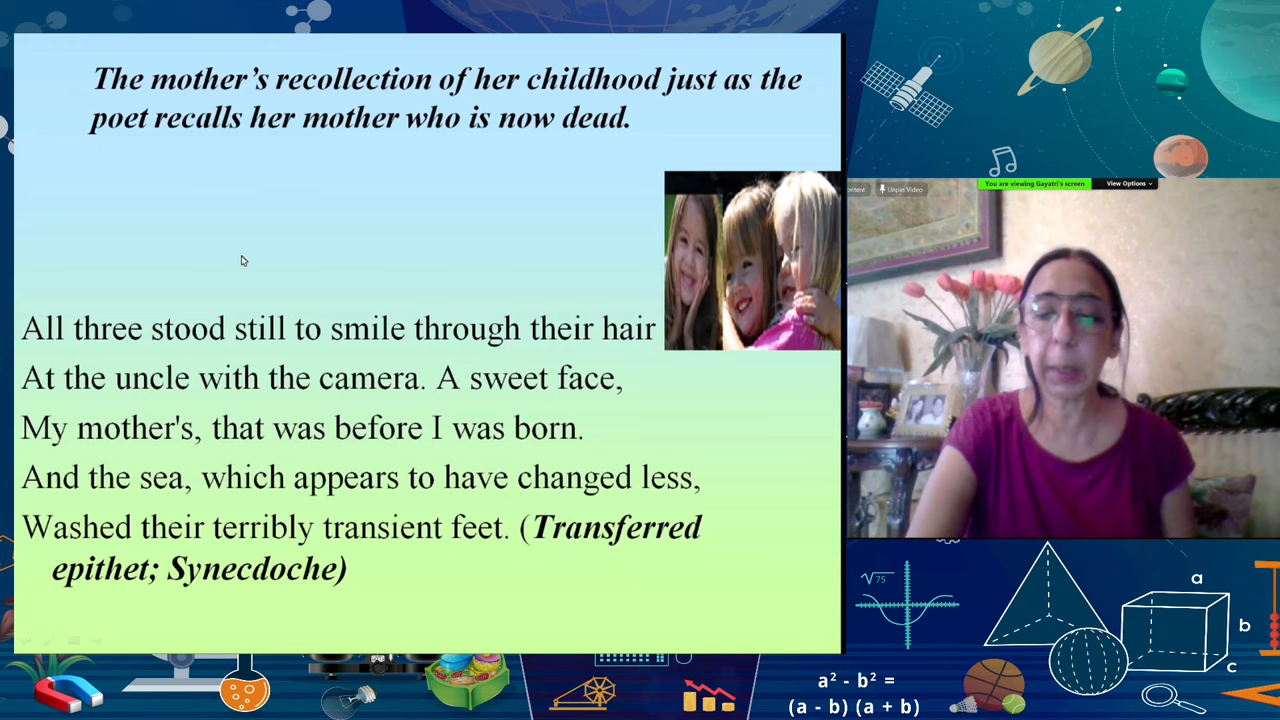 The mother's recollection of her childhood just as the
poet recalls her mother who is now dead.
All three stood still to smile through their hair
At the uncle with the camera. A sweet face,
My mother's, that was before I was born.
And the sea, which appears to have changed less,
Washed their terribly transient feet. (Transferred
epithet; Synecdoche)
Unpin Video
You are viewing Gayatri's screen
View Options
√75
a
b
c
a² - b² =
(a - b) (a + b)